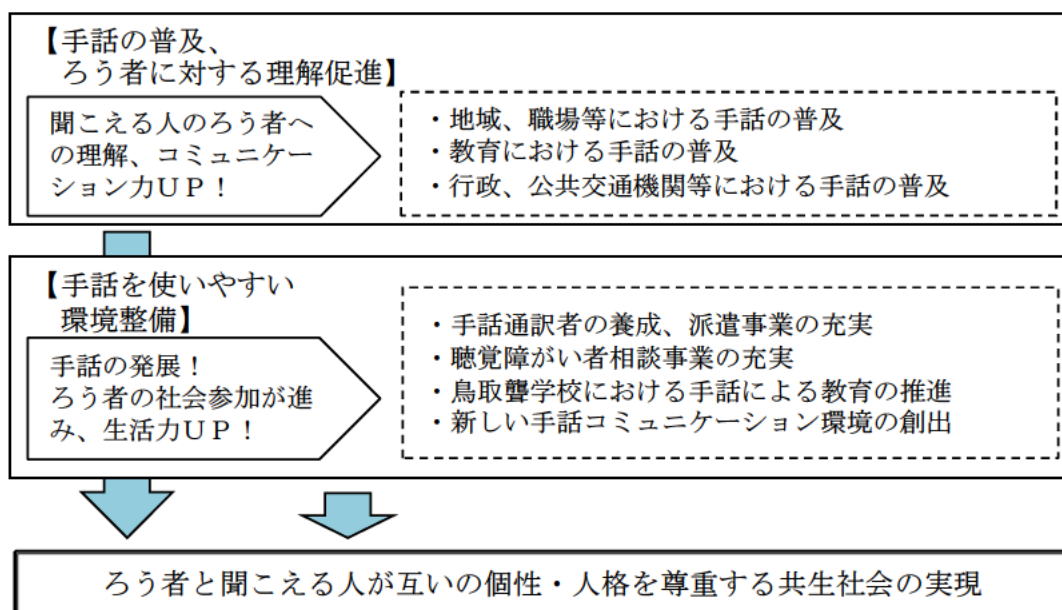 【手話の普及、
ろう者に対する理解促進】
聞こえる人のろう者へ
の理解、コミュニケー
ション力UP！
・地域、職場等における手話の普及
・教育における手話の普及
・行政、公共交通機関等における手話の普及
【手話を使いやすい
環境整備】
手話の発展！
ろう者の社会参加が進
み、生活力UP！
・手話通訳者の養成、派遣事業の充実
・聴覚障がい者相談事業の充実
・鳥取聾学校における手話による教育の推進
・新しい手話コミュニケーション環境の創出
ろう者と聞こえる人が互いの個性・人格を尊重する共生社会の実現